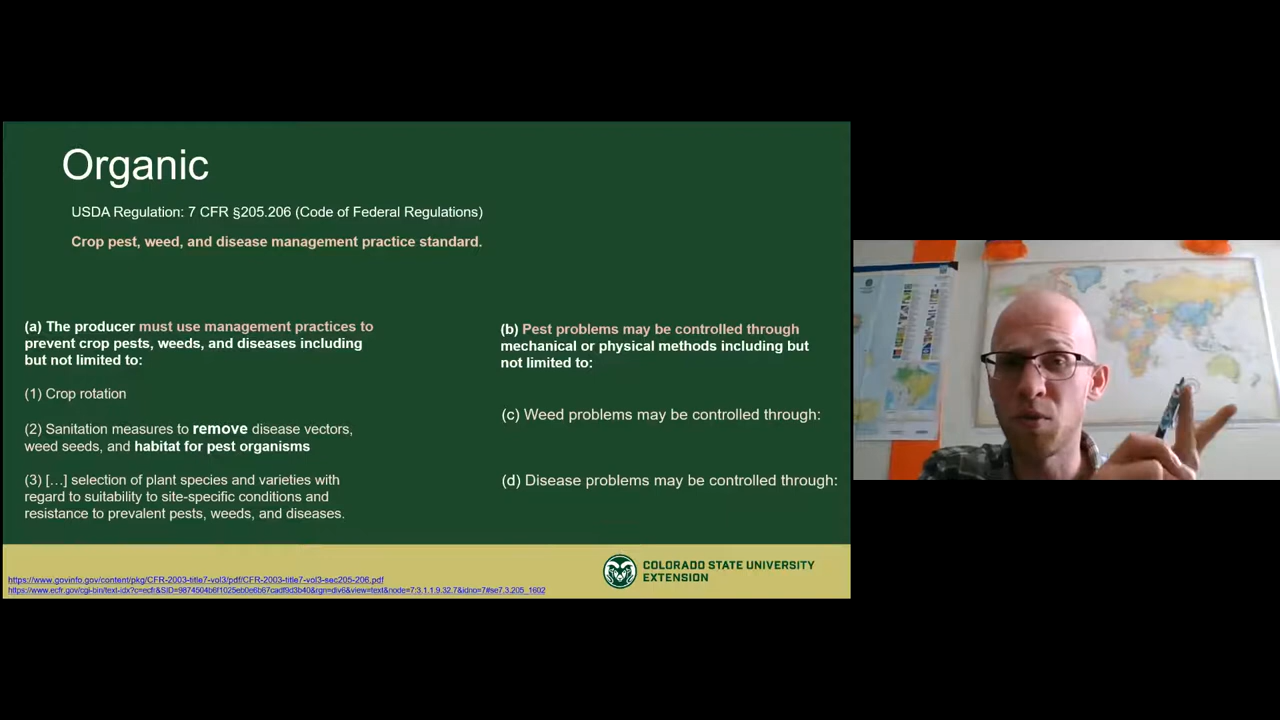 Organic
USDA Regulation: 7 CFR §205.206 (Code of Federal Regulations)
Crop pest, weed, and disease management practice standard.
(a) The producer must use management practices to
prevent crop pests, weeds, and diseases including
but not limited to:
(1) Crop rotation
(2) Sanitation measures to remove disease vectors,
weed seeds, and habitat for pest organisms
(3) […] selection of plant species and varieties with
regard to suitability to site-specific conditions and
resistance to prevalent pests, weeds, and diseases.
(b) Pest problems may be controlled through
mechanical or physical methods including but
not limited to:
(c) Weed problems may be controlled through:
(d) Disease problems may be controlled through:
https://www.govinfo.gov/content/pkg/CFR-2003-title7-vol3/pdf/CFR-2003-title7-vol3-sec205-206.pdf
COLORADO STATE UNIVERSITY
EXTENSION